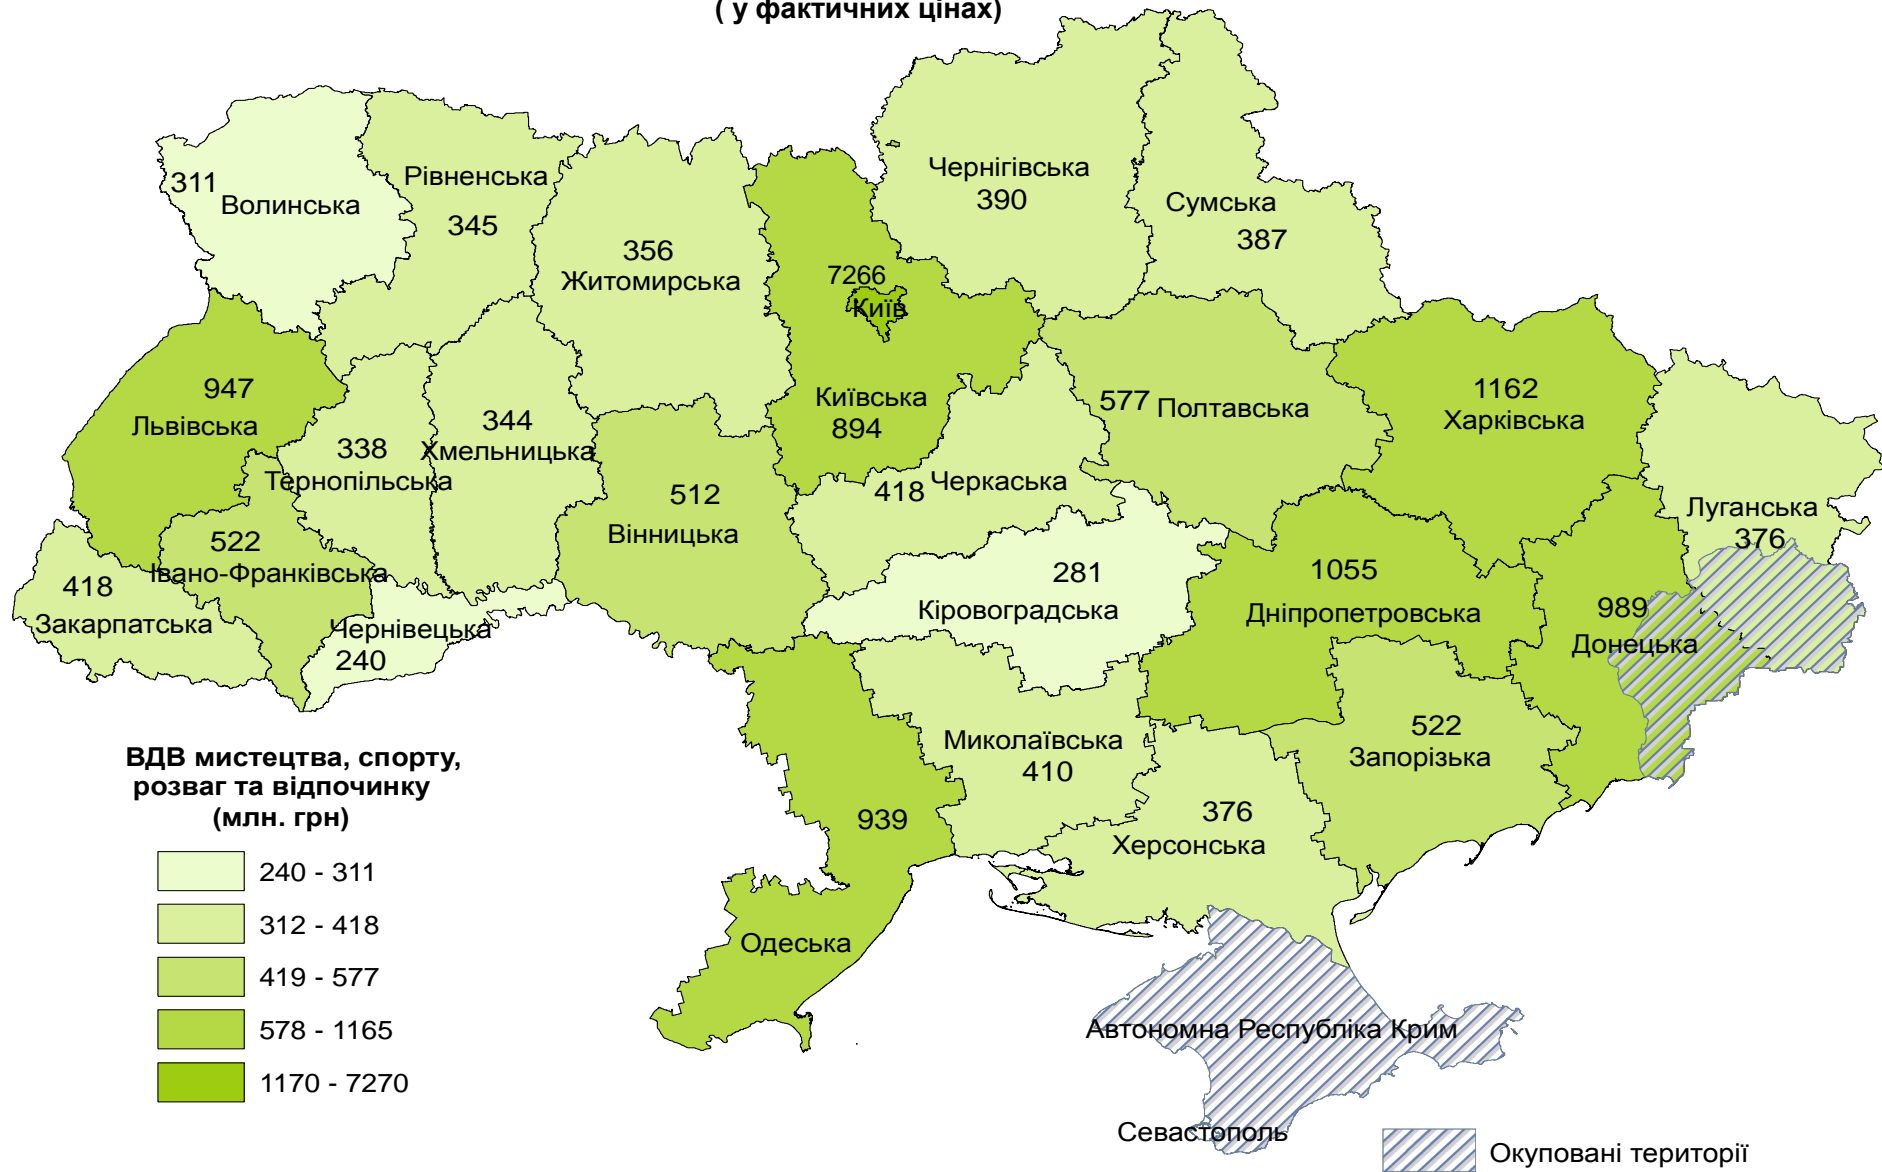 ( у фактичних цінах)
Чернігівська
390
Рівненська
345
311
Волинська
Сумська
387
356
Житомирська
7266
Київ
947
Львівська
Київська
894
577 Полтавська
1162
Харківська
344
Хмельницька
338
Тернопільська
418 Черкаська
512
Вінницька
Луганська
376
522
Івано-Франківська
418
Закарпатська
281
Кіровоградська
1055
Дніпропетровська
989
Донецька
Чернівецька
240
Миколаївська
410
522
Запорізька
939
Одеська
376
Херсонська
ВДВ мистецтва, спорту,
розваг та відпочинку
(млн. грн)
240 - 311
312 - 418
419 - 577
578 - 1165
1170 - 7270
Автономна Республіка Крим
Севастополь
Окуповані території